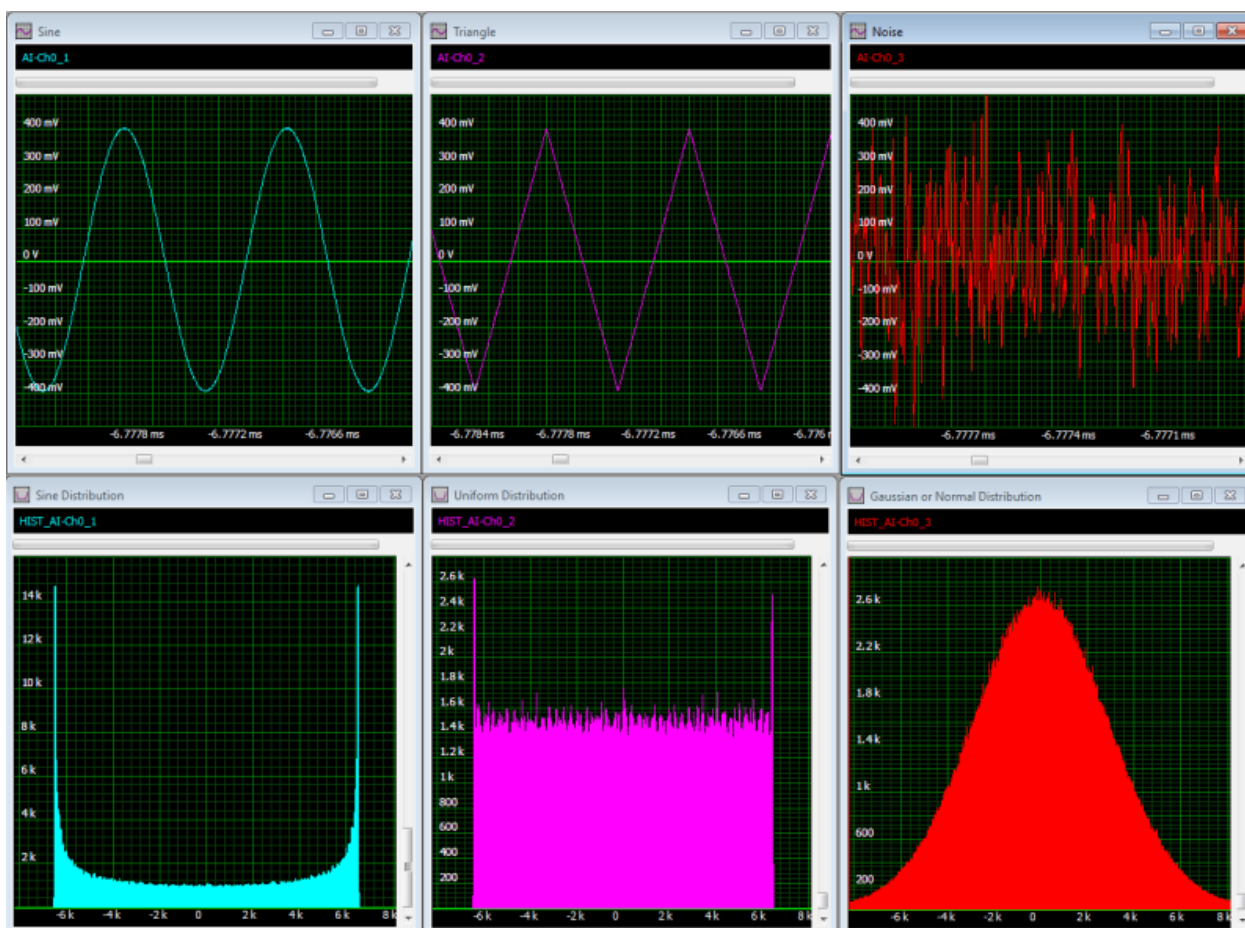 Sine
AI-Ch0_1
400 mV
300 mV
200 mV
100 mV
0 V
-100 mV
-200 mV
-300 mV
-400 mV
-6.7778 ms -6.7772 ms -6.7766 ms
Triangle
AI-Ch0_2
400 mV
300 mV
200 mV
100 mV
0 V
-100 mV
-200 mV
-300 mV
-400 mV
-6.7784 ms -6.7778 ms -6.7772 ms -6.7766 ms -6.776 m
Noise
AI-Ch0_3
400 mV
300 mV
200 mV
100 mV
0 V
-100 mV
-200 mV
-300 mV
-400 mV
-6.7777 ms -6.7774 ms -6.7771 ms
Sine Distribution
HIST_AI-Ch0_1
14 k
12 k
10 k
8 k
6 k
4 k
2 k
-6 k -4 k -2 k 0 2 k 4 k 6 k 8 k
Uniform Distribution
HIST_AI-Ch0_2
2.6 k
2.4 k
2.2 k
2 k
1.8 k
1.6 k
1.4 k
1.2 k
1 k
800
600
400
200
-6 k -4 k -2 k 0 2 k 4 k 6 k 8 k
Gaussian or Normal Distribution
HIST_AI-Ch0_3
2.6 k
2.2 k
1.8 k
1.4 k
1 k
600
200
-6 k -4 k -2 k 0 2 k 4 k 6 k 8 k